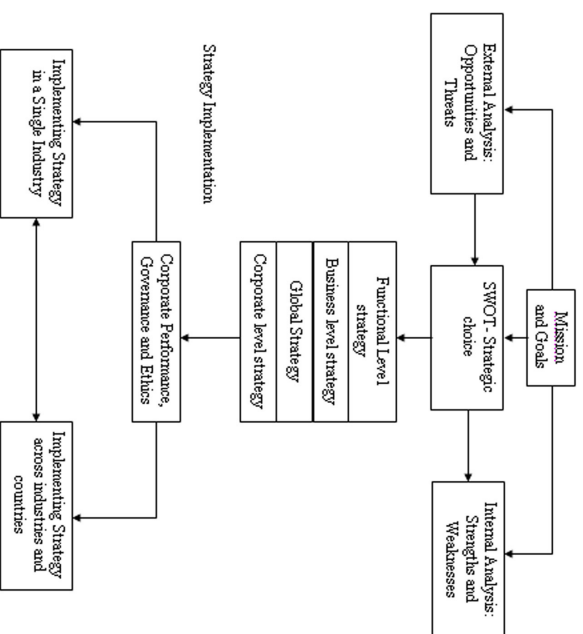 Mission
and Goals
External Analysis:
Opportunities and
Threats
SWOT - Strategic
choice
Internal Analysis:
Strengths and
Weaknesses
Functional Level
strategy
Business level strategy
Global Strategy
Corporate level strategy
Strategy Implementation
Corporate Performance,
Governance and Ethics
Implementing Strategy
in a Single Industry
Implementing Strategy
across industries and
countries